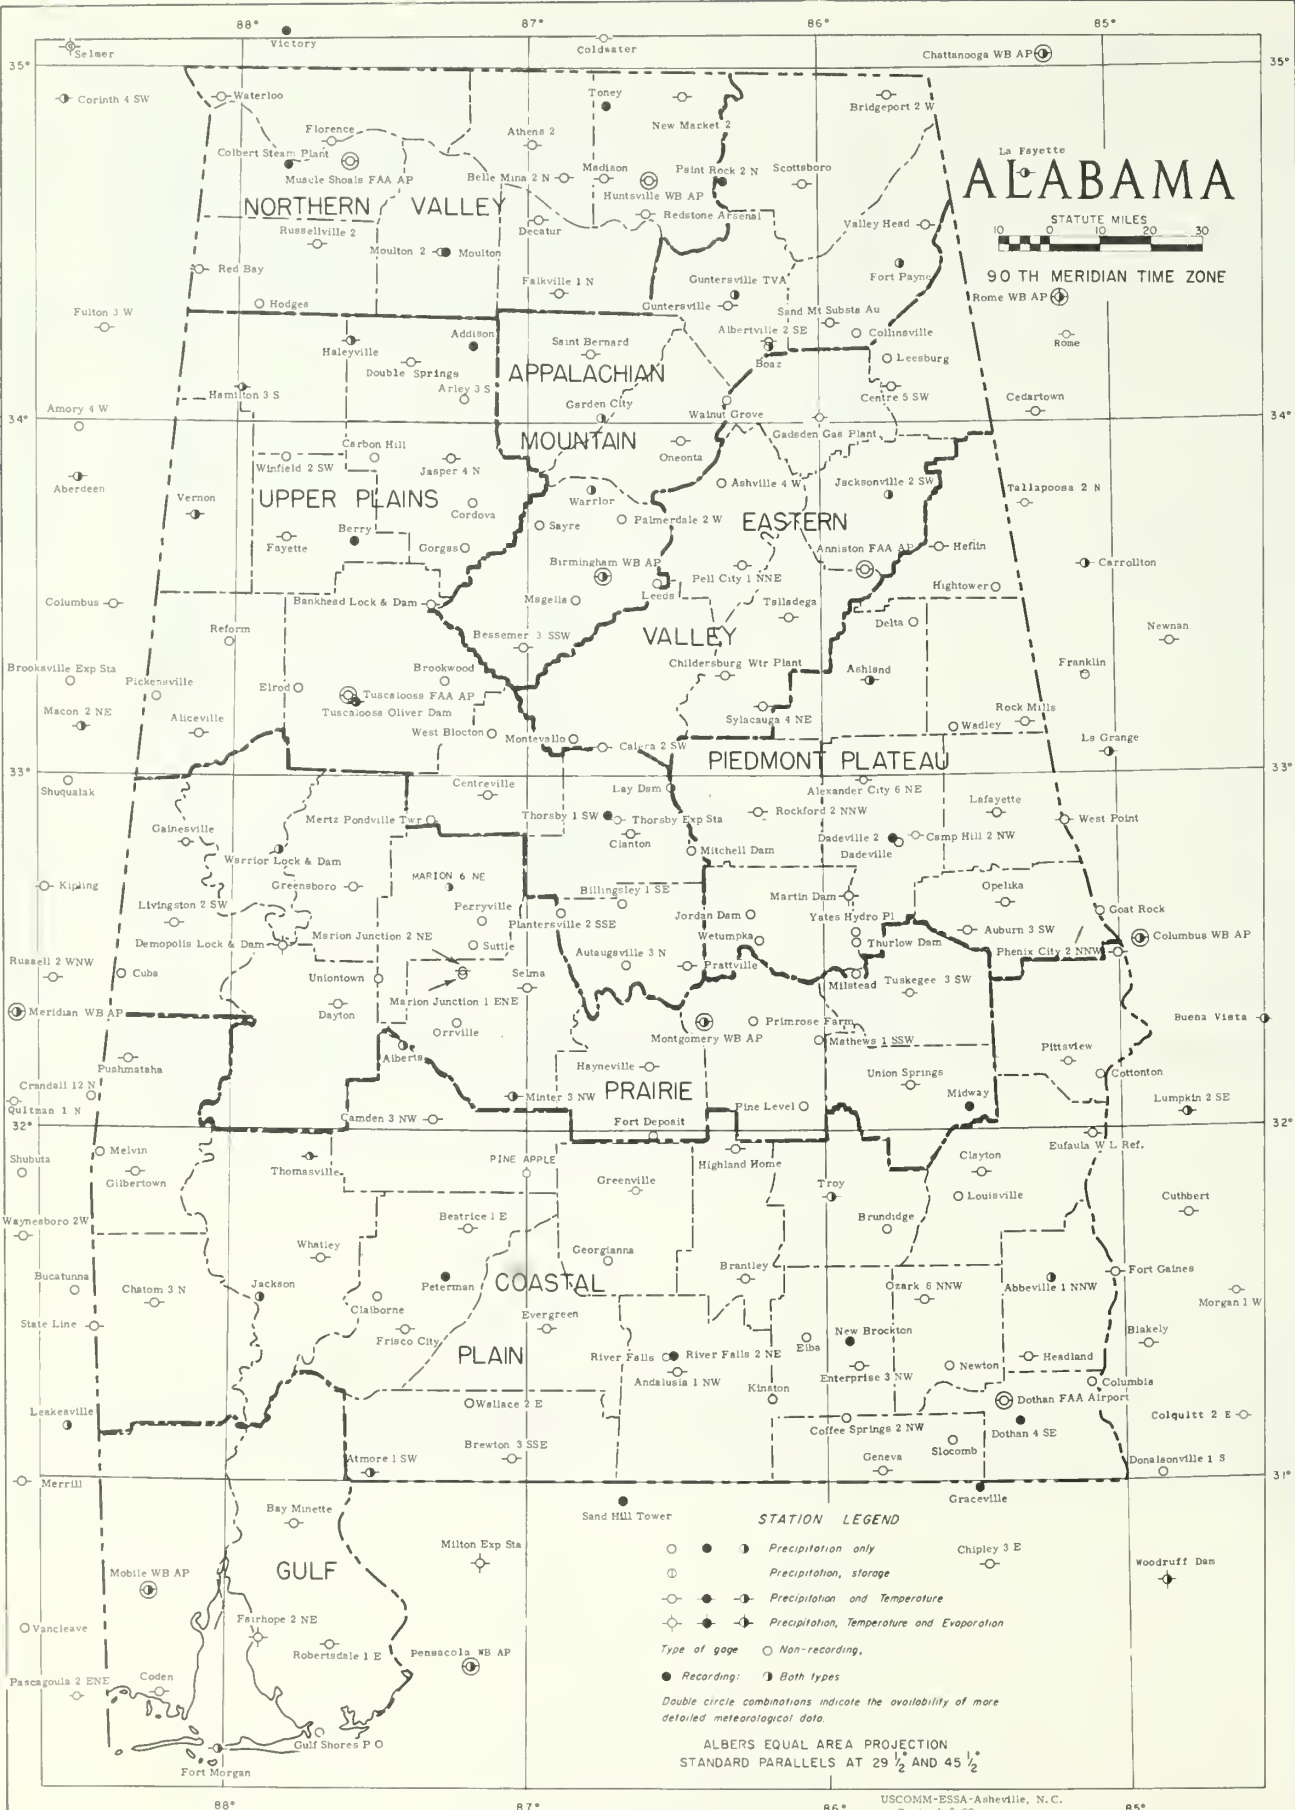 88°
87°
86°
85°
Victory
Selmer
Coldwater
Chattanooga WB AP
35°
35°
Corinth 4 SW
Waterloo
Toney
New Market 2
Bridgeport 2 W
Florence
Athens 2
La Fayette
Colbert Steam Plant
Muscle Shoals FAA AP
Belle Mina 2 N
Madison
Huntsville WB AP
Paint Rock 2 N
Scottsboro
ALABAMA
NORTHERN VALLEY
Decatur
Redstone Arsenal
Valley Head
STATUTE MILES
10 0 10 20 30
Russellville 2
Moulton 2
Moulton
90 TH MERIDIAN TIME ZONE
Red Bay
Falkville 1 N
Guntersville TVA
Fort Payne
Rome WB AP
Hodges
Guntersville
Sand Mt Substa Au
Fulton 3 W
Haleyville
Addison
Saint Bernard
Albertville 2 SE
Collinsville
Rome
Double Springs
APPALACHIAN
Boaz
Leesburg
Hamilton 3 S
Arley 3 S
Garden City
Walnut Grove
Centre 5 SW
Cedartown
Amory 4 W
34°
34°
Carbon Hill
MOUNTAIN
Oneonta
Gadsden Gas Plant
Winfield 2 SW
Jasper 4 N
Aberdeen
Vernon
UPPER PLAINS
Cordova
Warrior
Ashville 4 W
Jacksonville 2 SW
Tallapoosa 2 N
Sayre
Palmerdale 2 W
EASTERN
Fayette
Berry
Gorgas
Anniston FAA AP
Heflin
Birmingham WB AP
Pell City 1 NNE
Carrollton
Columbus
Bankhead Lock & Dam
Magella
Leeds
Talladega
Hightower
Reform
Bessemer 3 SSW
VALLEY
Delta
Newnan
Brooksville Exp Sta
Pickensville
Elrod
Brookwood
Childersburg Wtr Plant
Ashland
Franklin
Tuscaloosa FAA AP
Tuscaloosa Oliver Dam
Macon 2 NE
Aliceville
West Blocton
Montevallo
Calera 2 SW
Sylacauga 4 NE
Wadley
Rock Mills
La Grange
PIEDMONT PLATEAU
33°
33°
Shuqualak
Centreville
Lay Dam
Alexander City 6 NE
Gainesville
Mertz Pondville Twr
Thorsby 1 SW
Thorsby Exp Sta
Rockford 2 NNW
Lafayette
West Point
Clanton
Dadeville 2
Camp Hill 2 NW
Warrior Lock & Dam
Mitchell Dam
Dadeville
Kipling
Greensboro
MARION 6 NE
Billingsley 1 SE
Martin Dam
Opelika
Livingston 2 SW
Perryville
Plantersville 2 SSE
Jordan Dam
Yates Hydro Pl
Goat Rock
Demopolis Lock & Dam
Marion Junction 2 NE
Suttle
Wetumpka
Thurlow Dam
Auburn 3 SW
Columbus WB AP
Russell 2 WNW
Cuba
Uniontown
Selma
Autaugaville 3 N
Prattville
Milstead
Phenix City 2 NNW
Dayton
Marion Junction 1 ENE
Tuskegee 3 SW
Meridian WB AP
Orrville
Montgomery WB AP
Primrose Farm
Buena Vista
Puahmataha
Alberta
Hayneville
Mathews 1 SSW
Pittsview
Crandall 12 N
Minter 3 NW
PRAIRIE
Union Springs
Cottonton
Quitman 1 N
Camden 3 NW
Pine Level
Midway
Lumpkin 2 SE
32°
Fort Deposit
32°
Shubuta
Melvin
Gilbertown
Thomasville
PINE APPLE
Highland Home
Clayton
Eufaula W L Ref.
Greenville
Troy
Louisville
Cuthbert
Waynesboro 2W
Beatrice 1 E
Brundidge
Whatley
Georgianna
Bucatunna
Chatom 3 N
Jackson
Peterman
COASTAL
Brantley
Ozark 6 NNW
Abbeville 1 NNW
Fort Gaines
Morgan 1 W
State Line
Claiborne
Frisco City
Evergreen
New Brockton
Elba
Blakely
PLAIN
River Falls
River Falls 2 NE
Andalusia 1 NW
Enterprise 3 NW
Newton
Headland
Columbia
Leakesville
Wallace 2 E
Kinston
Dothan FAA Airport
Coffee Springs 2 NW
Dothan 4 SE
Colquitt 2 E
Atmore 1 SW
Brewton 3 SSE
Geneva
Slocomb
Donalsonville 1 S
Merrill
31°
Graceville
Sand Hill Tower
Bay Minette
STATION LEGEND
Milton Exp Sta
Precipitation only
Chipley 3 E
Mobile WB AP
GULF
Precipitation, storage
Woodruff Dam
Precipitation and Temperature
Fairhope 2 NE
Precipitation, Temperature and Evaporation
Vancleave
Robertsdale 1 E
Pensacola WB AP
Type of gage Non-recording,
Pascagoula 2 ENE
Coden
Recording: Both types
Double circle combinations indicate the availability of more
detailed meteorological data.
Gulf Shores P O
ALBERS EQUAL AREA PROJECTION
Fort Morgan
STANDARD PARALLELS AT 29 ½° AND 45 ½°
USCOMM-ESSA-Asheville, N.C.
88°
87°
86°
85°